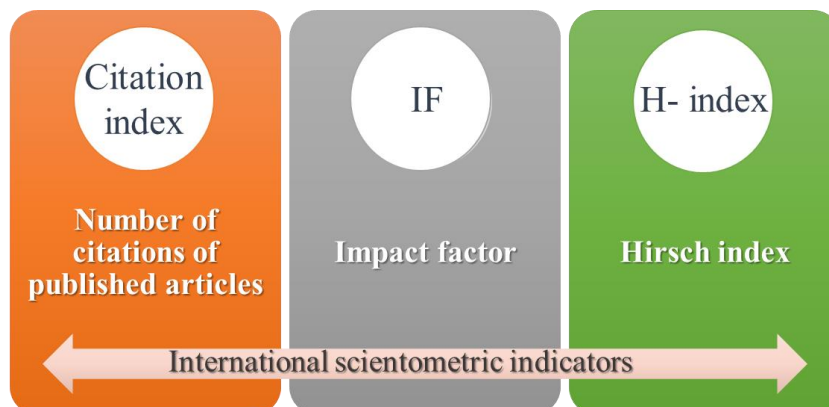 Citation
index
Number of
citations of
published articles
IF
Impact factor
H- index
Hirsch index
International scientometric indicators